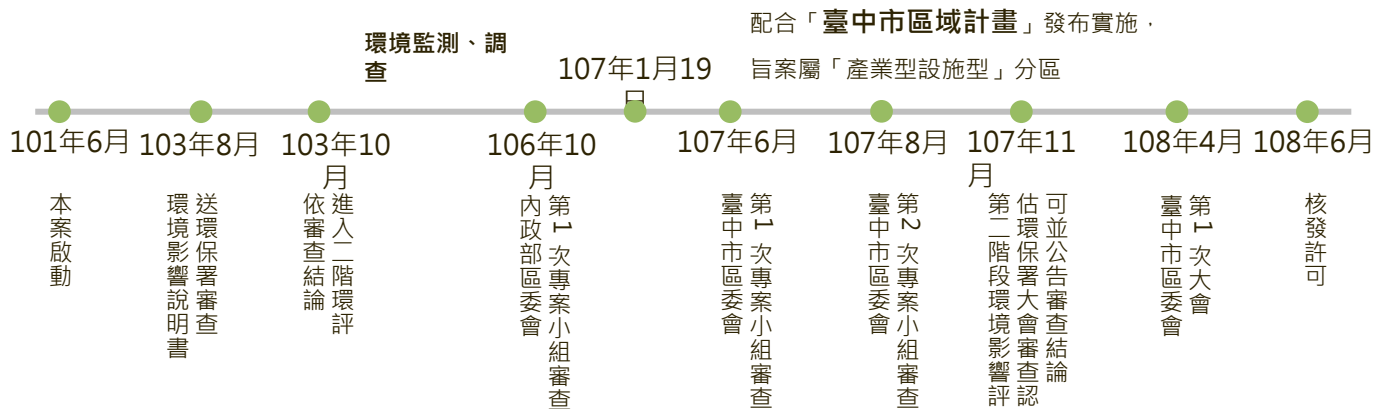 環境監測、調
查
107年1月19
日
配合「臺中市區域計畫」發布實施，
旨案屬「產業型設施型」分區
101年6月
本案啟動
103年8月
環境影響說明書
送環保署審查
103年10
月
依審查結論
進入二階環評
106年10
月
內政部區委會
第1次專案小組審查
107年6月
臺中市區委會
第1次專案小組審查
107年8月
臺中市區委會
第2次專案小組審查
107年11
月
第二階段環境影響評
估環保署大會審查認
可並公告審查結論
108年4月
臺中市區委會
第1次大會
108年6月
核發許可